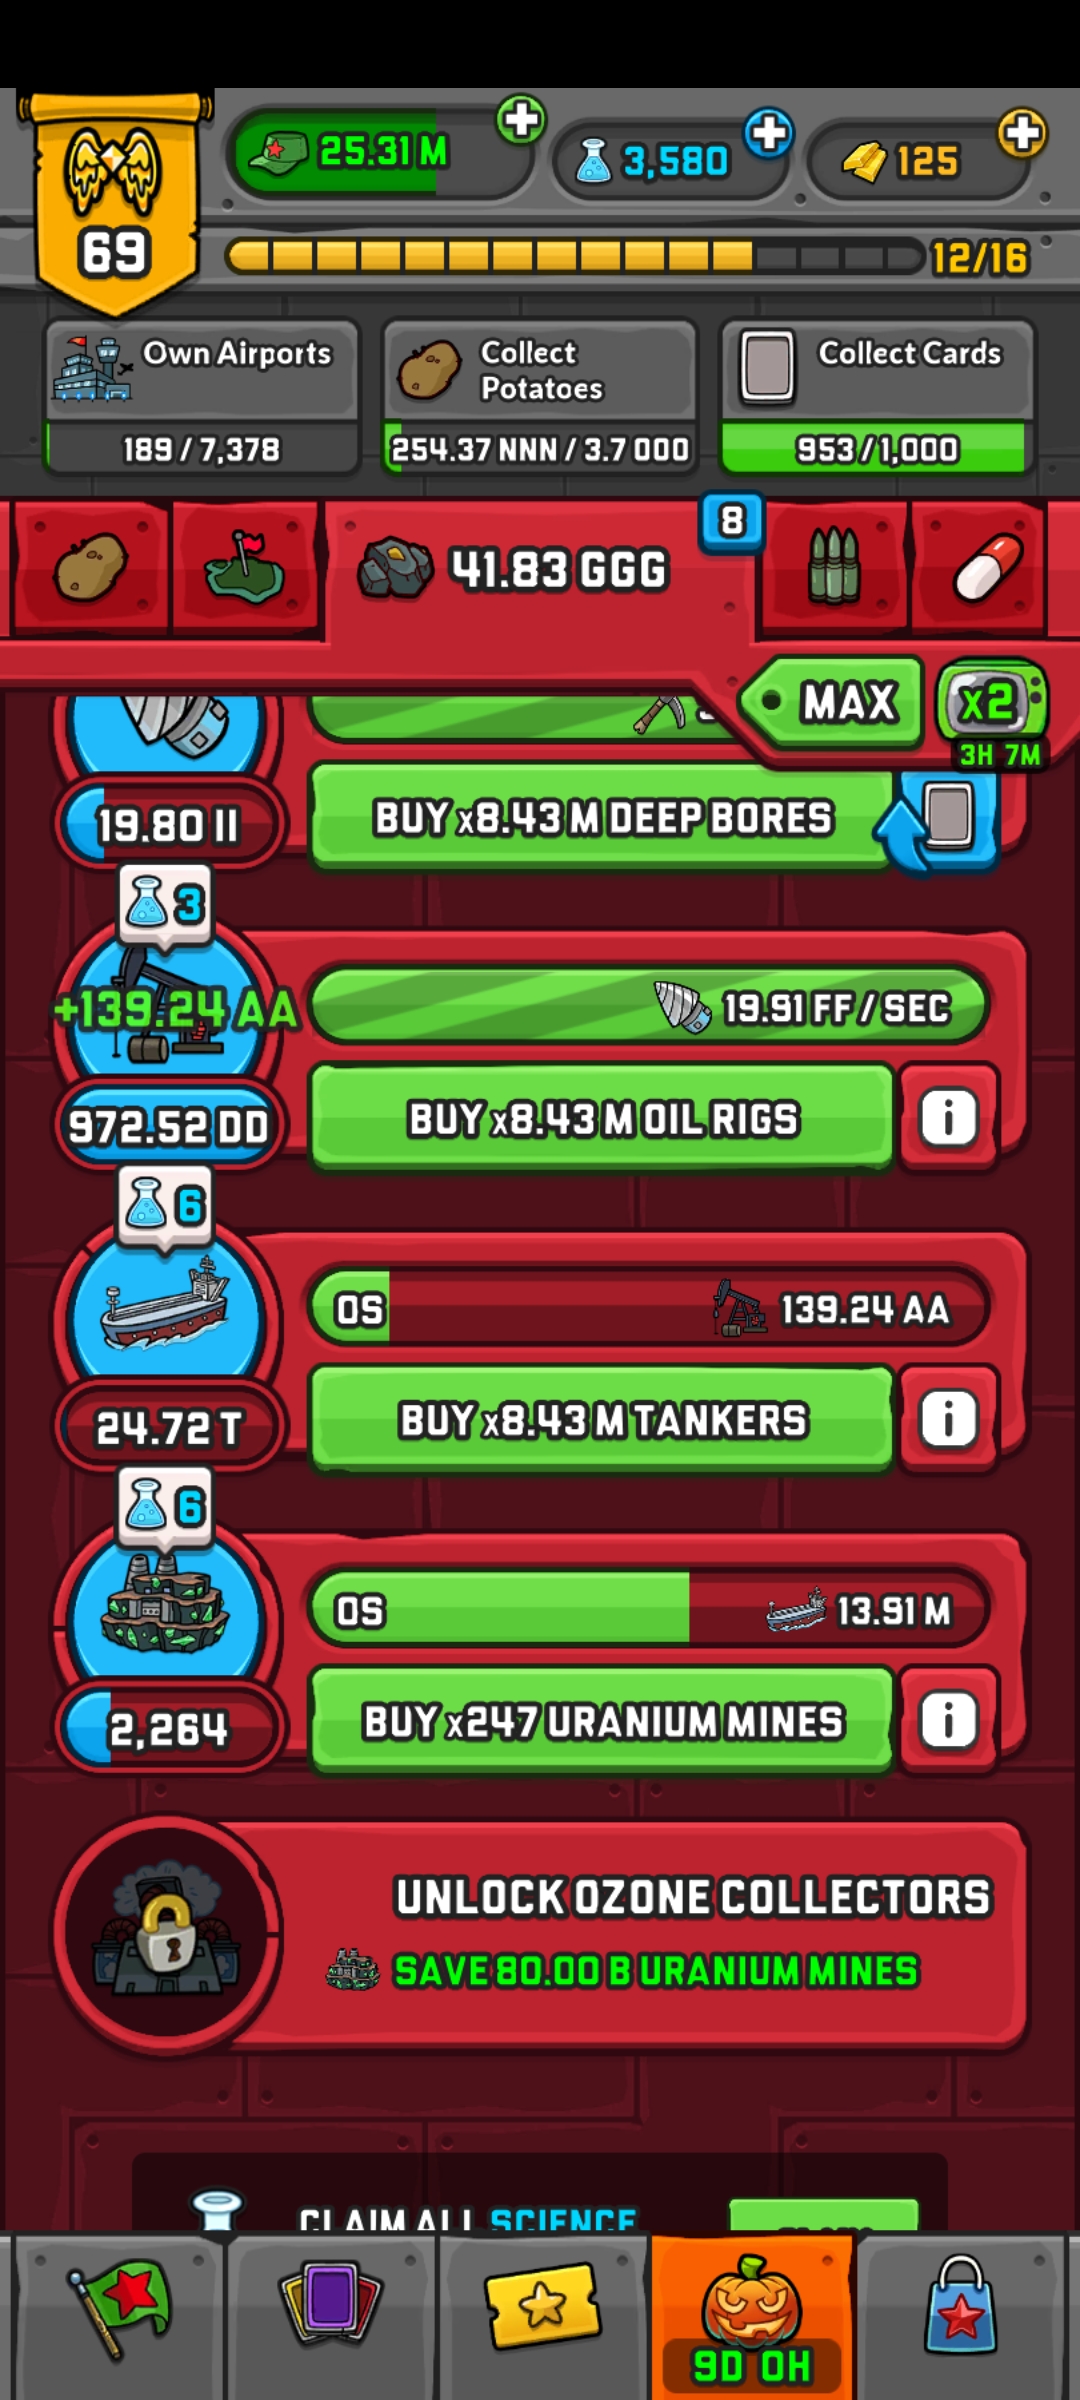 25.31 M
3,580
125
69
12/16
Own Airports
Collect Potatoes
Collect Cards
189 / 7,378
254.37 NNN / 3.7 OOO
953 / 1,000
8
41.83 GGG
MAX
x2
3H 7M
19.80 II
BUY x8.43 M DEEP BORES
3
+139.24 AA
19.91 FF / SEC
972.52 DD
BUY x8.43 M OIL RIGS
i
6
0S
139.24 AA
24.72 T
BUY x8.43 M TANKERS
i
6
0S
13.91 M
2,264
BUY x247 URANIUM MINES
i
UNLOCK OZONE COLLECTORS
SAVE 80.00 B URANIUM MINES
CLAIM ALL SCIENCE
9D 0H